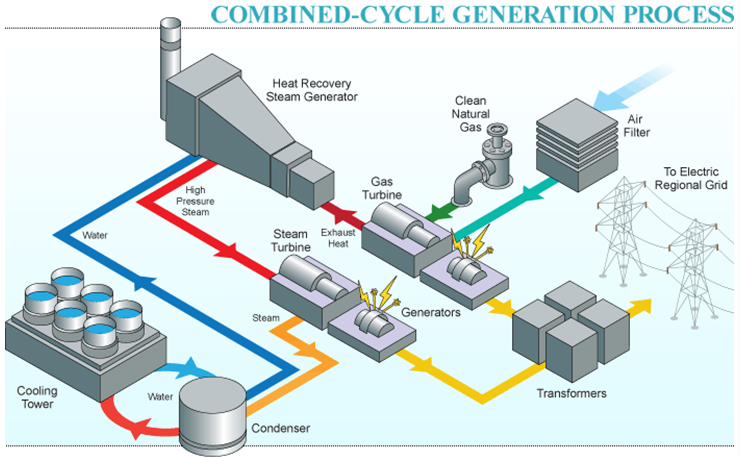 COMBINED-CYCLE GENERATION PROCESS
Heat Recovery
Steam Generator
Clean
Natural
Gas
Air
Filter
To Electric
Regional Grid
Gas
Turbine
High
Pressure
Steam
Exhaust
Heat
Water
Steam
Turbine
Generators
Steam
Transformers
Cooling
Tower
Water
Condenser